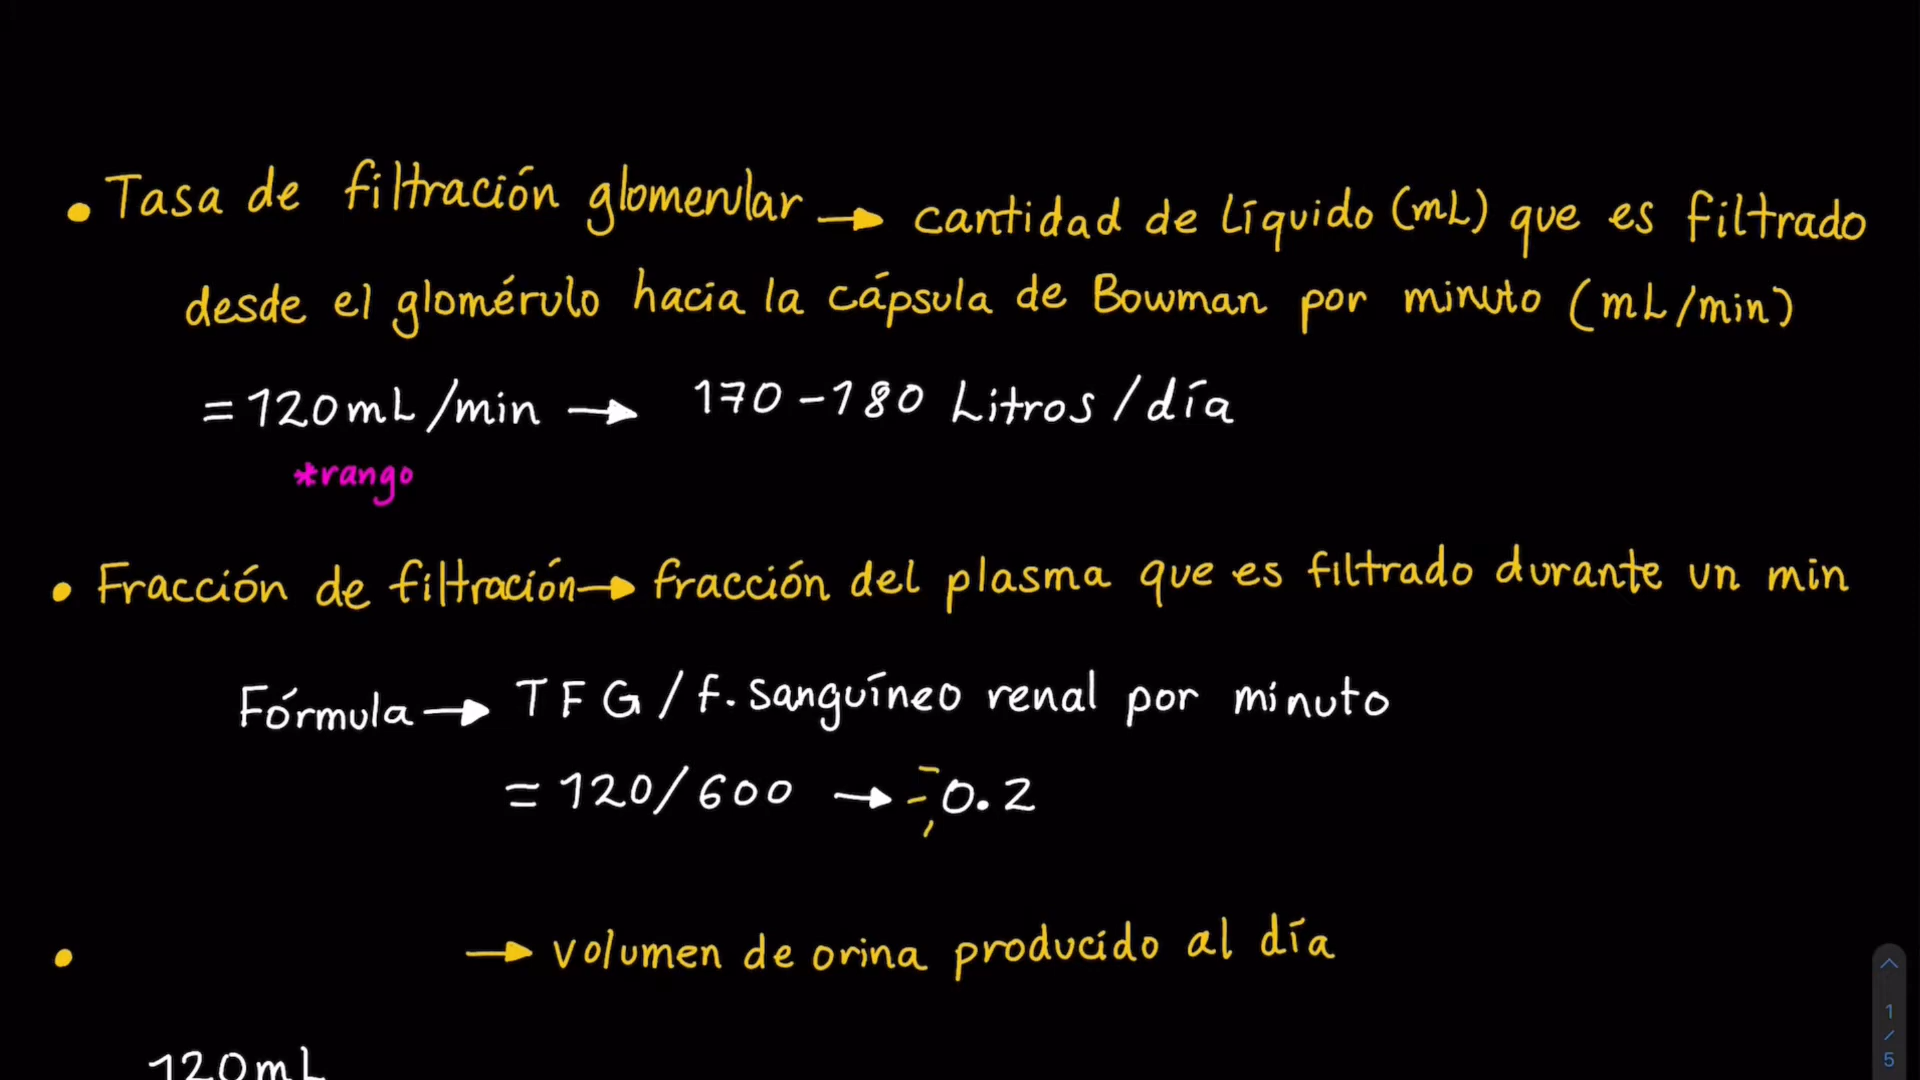 • Tasa de filtración glomerular → cantidad de líquido (mL) que es filtrado
desde el glomérulo hacia la cápsula de Bowman por minuto (mL/min)
= 120mL/min → 170-180 Litros/día
*rango
• Fracción de filtración → fracción del plasma que es filtrado durante un min
Fórmula → TFG/f. sanguíneo renal por minuto
= 120/600 → 0.2
• → volumen de orina producido al día
120mL
1
/
5